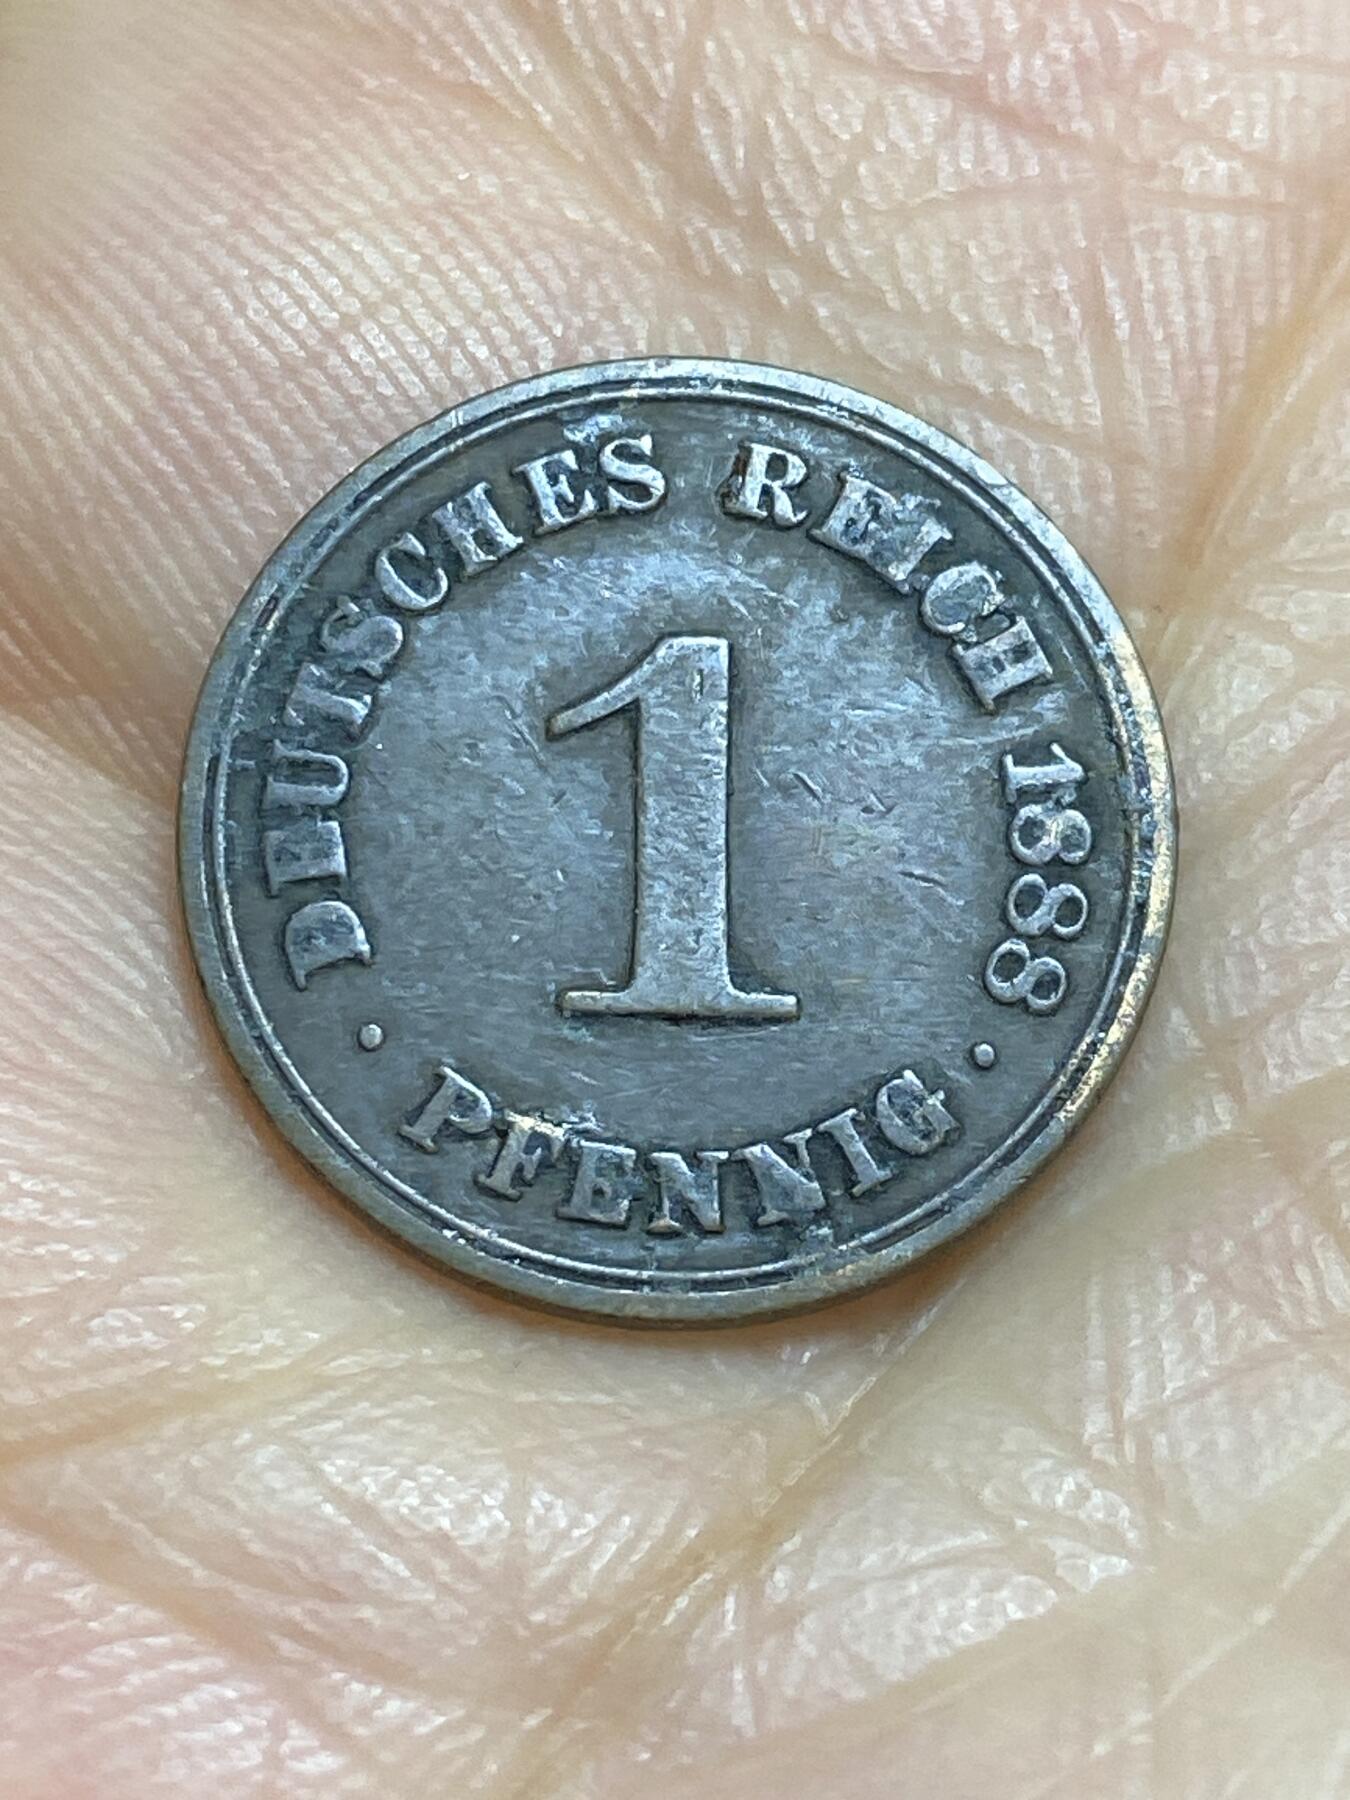 DEUTSCHES REICH 1888
1
· PFENNIG ·